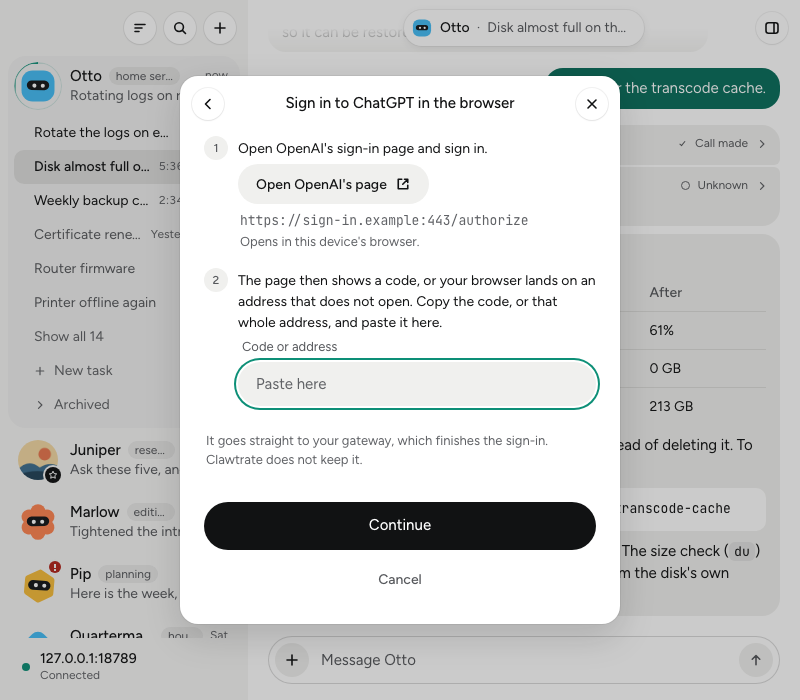 so it can be restor
Otto · Disk almost full on th...
Otto home ser... now
Rotating logs on r
r the transcode cache.
Rotate the logs on e...
Disk almost full o... 5:36
Weekly backup c... 2:34
Certificate rene... Yeste
Router firmware
Printer offline again
Show all 14
New task
Archived
Juniper rese...
Ask these five, an
Marlow editi...
Tightened the intr
Pip planning
Here is the week,
Quarterma hou Sat
127.0.0.1:18789
Connected
Sign in to ChatGPT in the browser
1 Open OpenAI's sign-in page and sign in.
Open OpenAI's page
https://sign-in.example:443/authorize
Opens in this device's browser.
2 The page then shows a code, or your browser lands on an
address that does not open. Copy the code, or that
whole address, and paste it here.
Code or address
Paste here
It goes straight to your gateway, which finishes the sign-in.
Clawtrate does not keep it.
Continue
Cancel
Call made
Unknown
After
61%
0 GB
213 GB
ead of deleting it. To
transcode-cache
The size check ( du )
m the disk's own
Message Otto